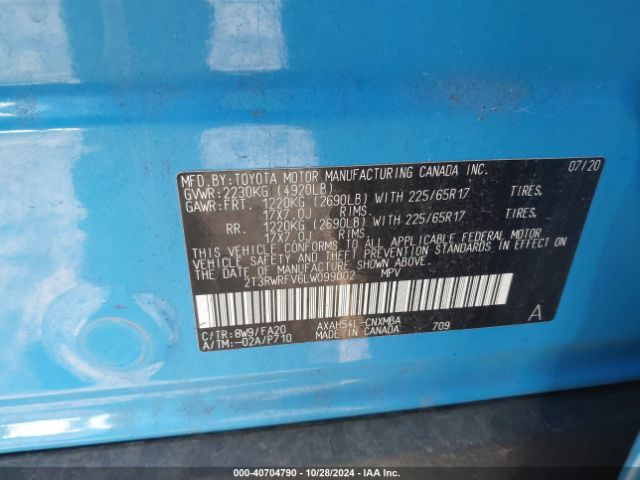 MFD.BY:TOYOTA MOTOR MANUFACTURING CANADA INC. 07/20
GVWR:2230KG (4920LB)
GAWR:FRT. 1220KG (2690LB) WITH 225/65R17 TIRES.
17X7.0J RIMS.
RR. 1220KG (2690LB) WITH 225/65R17 TIRES.
17X7.0J RIMS.
THIS VEHICLE CONFORMS TO ALL APPLICABLE FEDERAL MOTOR
VEHICLE SAFETY AND THEFT PREVENTION STANDARDS IN EFFECT ON
THE DATE OF MANUFACTURE SHOWN ABOVE.
2T3RWRFV6LW099002 MPV
A
C/TR:8W9/FA20 AXAH54L-CNXMBA 709
A/TM:-02A/P710 MADE IN CANADA
000-40704790 - 10/28/2024 - IAA Inc.